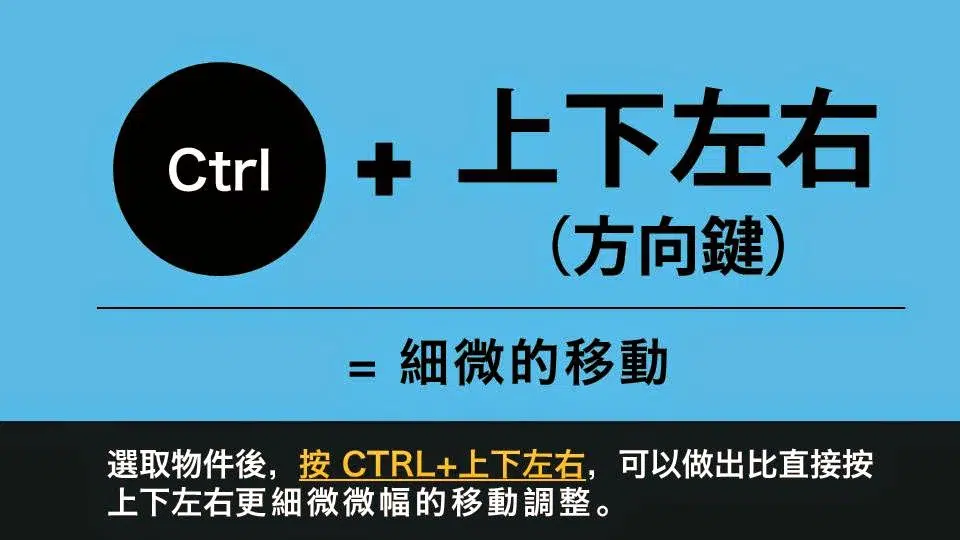 Ctrl + 上下左右
（方向鍵）
= 細微的移動
選取物件後，按 CTRL+上下左右，可以做出比直接按
上下左右更細微微幅的移動調整。